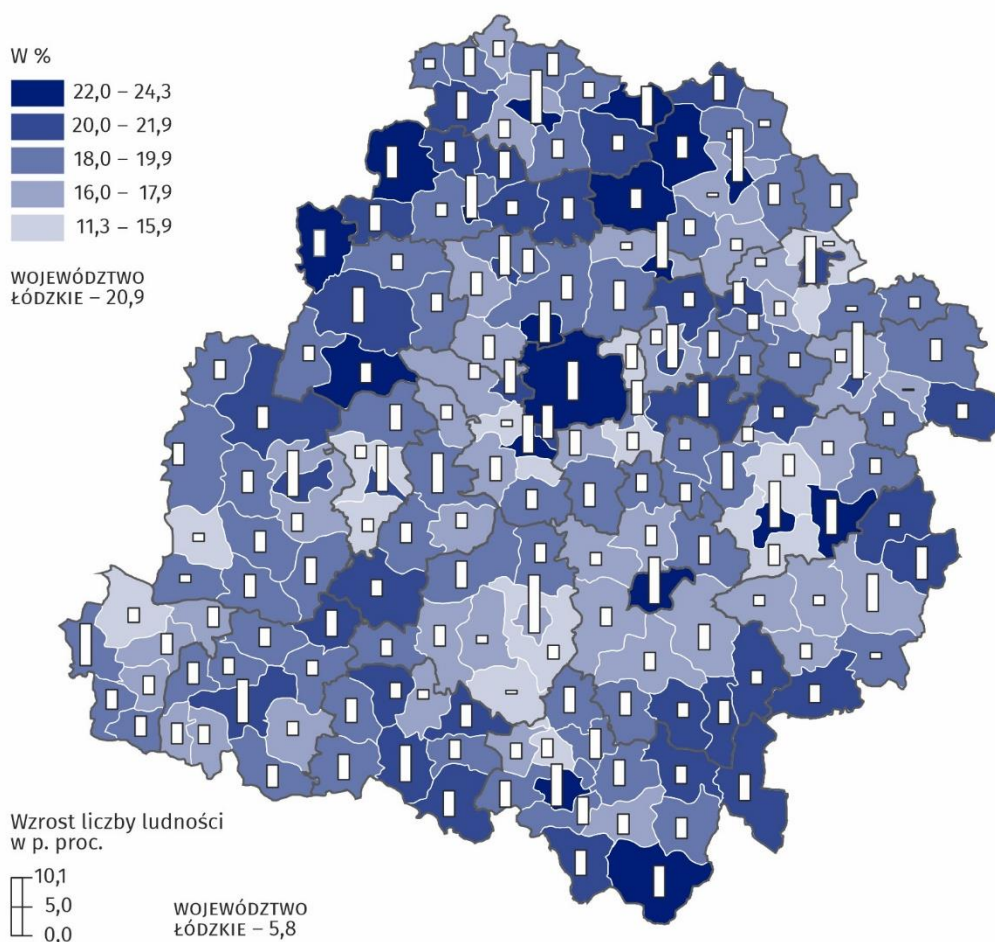 W %
22,0 – 24,3
20,0 – 21,9
18,0 – 19,9
16,0 – 17,9
11,3 – 15,9
WOJEWÓDZTWO
ŁÓDZKIE – 20,9
Wzrost liczby ludności
w p. proc.
10,1
5,0
0,0
WOJEWÓDZTWO
ŁÓDZKIE – 5,8